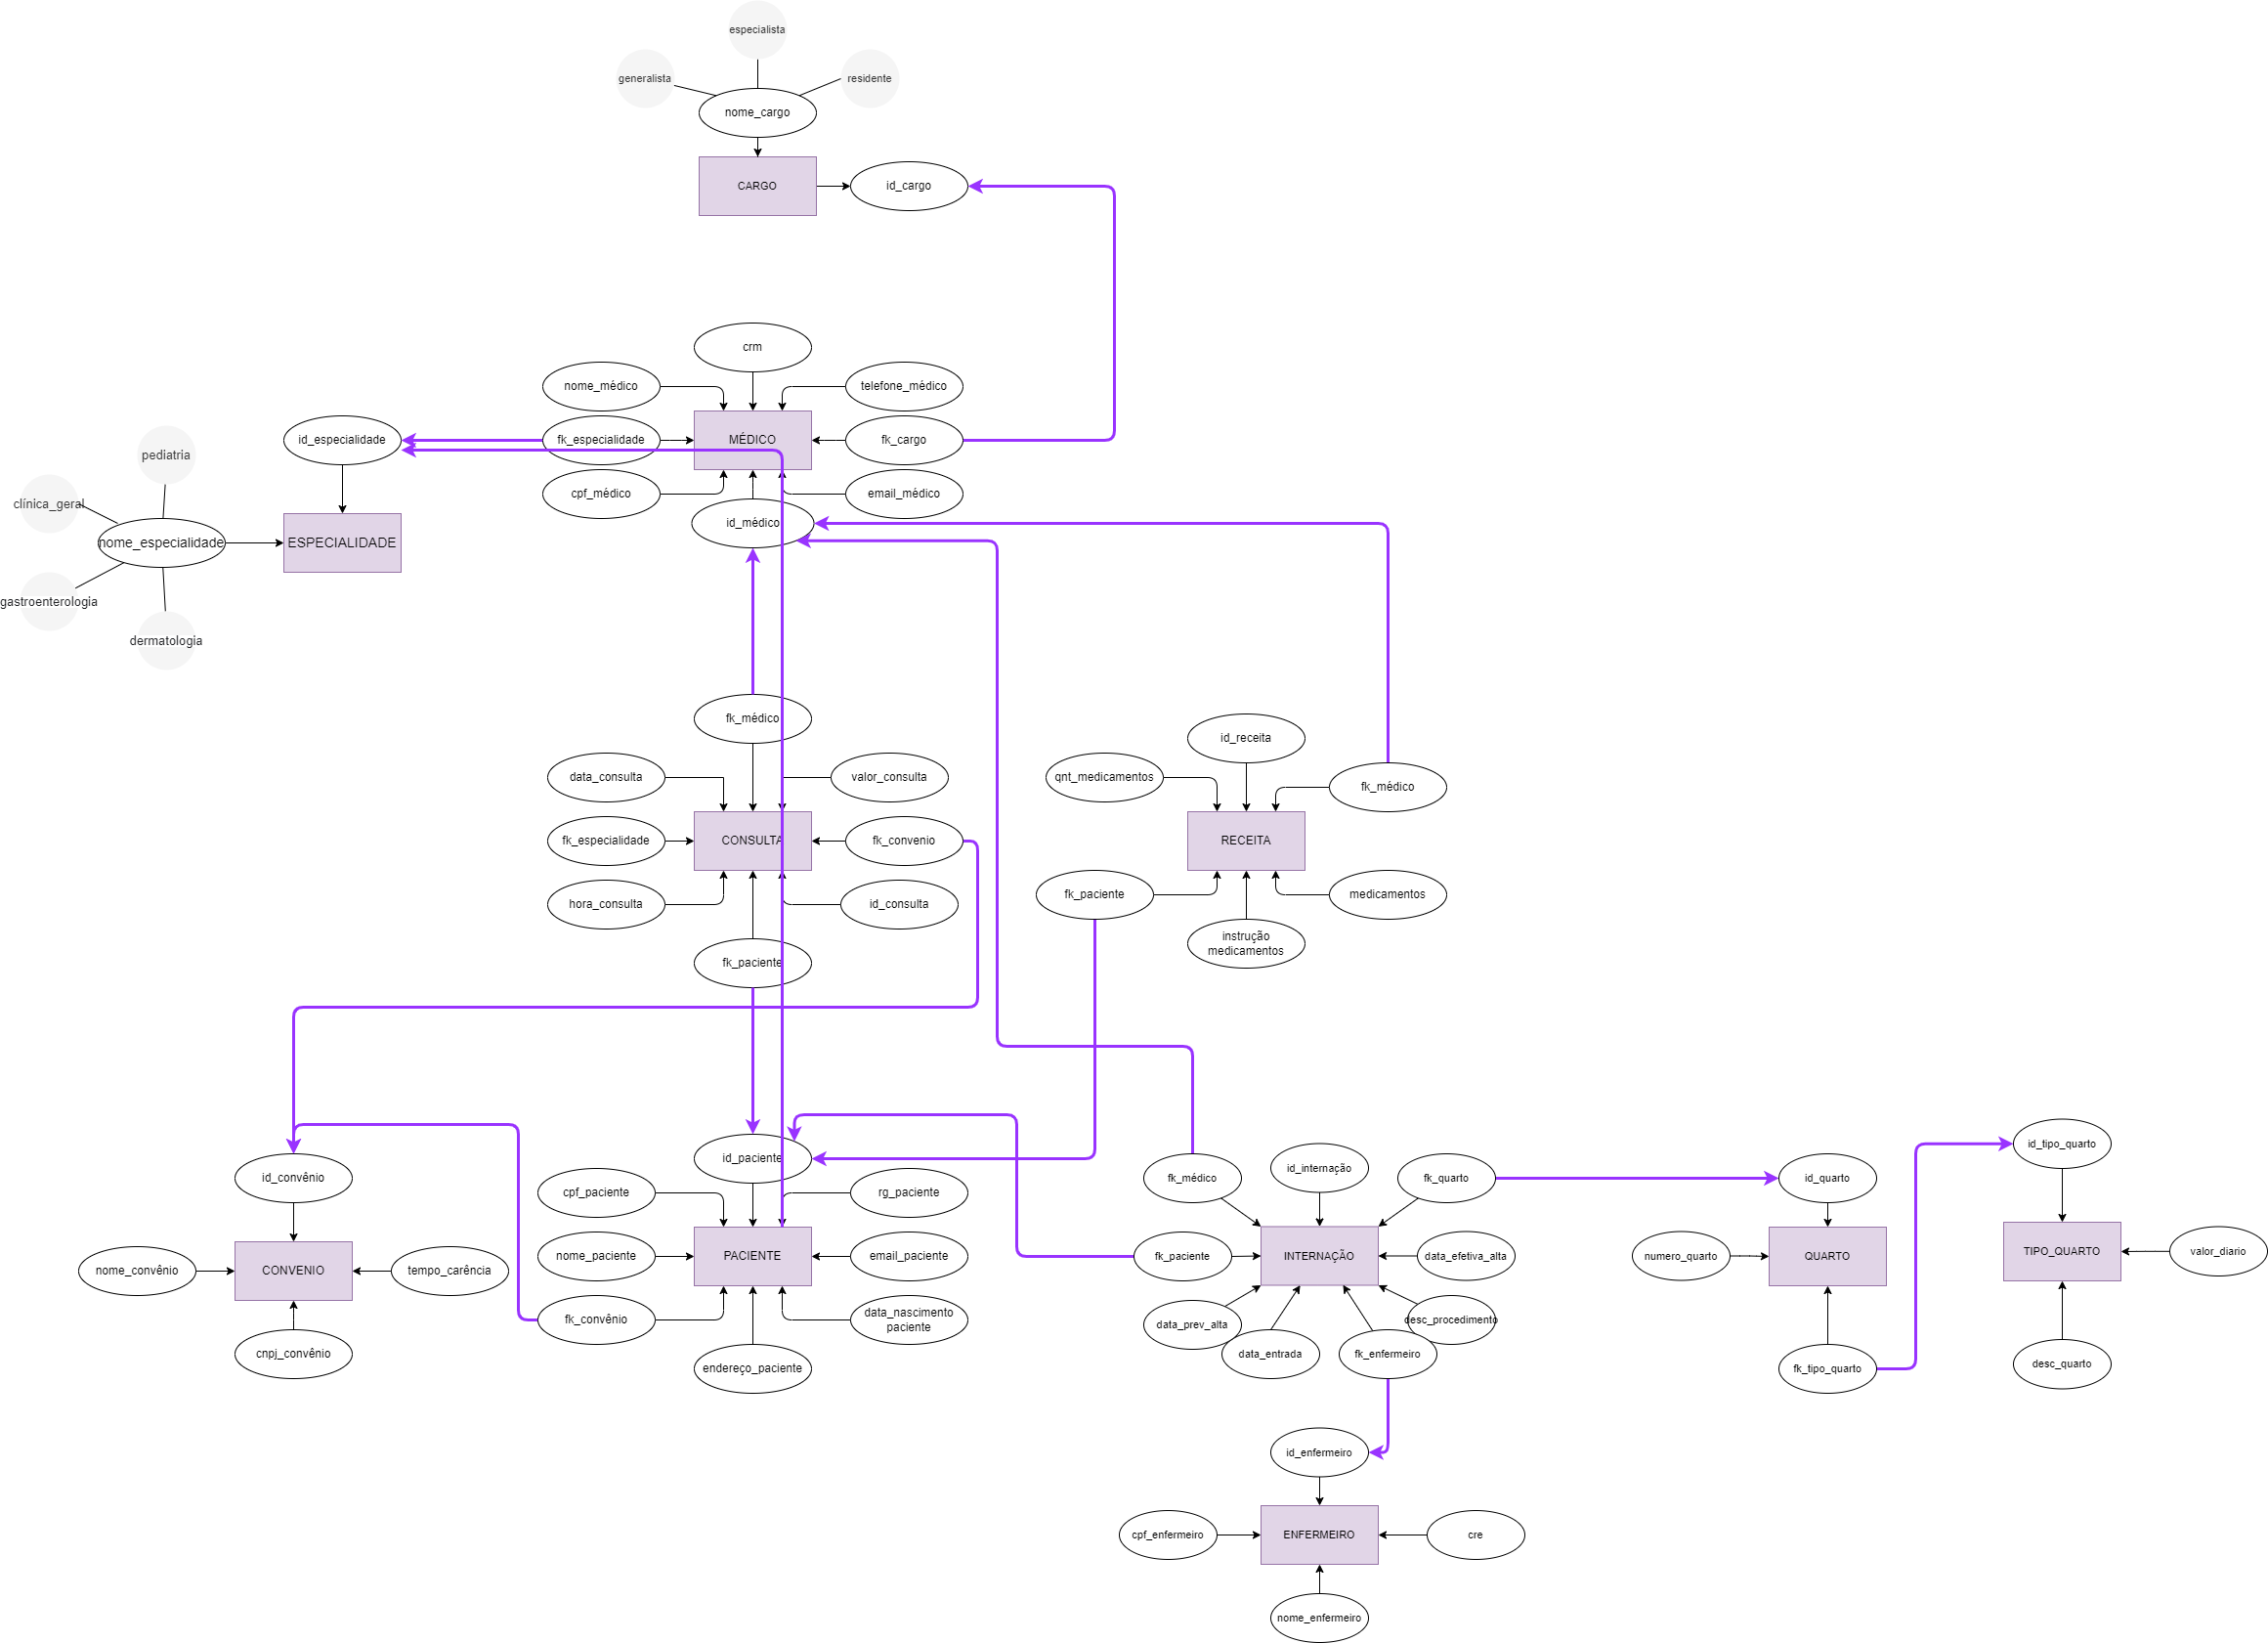 especialista
generalista
residente
nome_cargo
CARGO
id_cargo
crm
nome_médico
telefone_médico
id_especialidade
fk_especialidade
MÉDICO
fk_cargo
pediatria
clínica_geral
cpf_médico
email_médico
id_médico
nome_especialidade
ESPECIALIDADE
gastroenterologia
dermatologia
fk_médico
id_receita
data_consulta
valor_consulta
qnt_medicamentos
fk_médico
fk_especialidade
CONSULTA
fk_convenio
RECEITA
hora_consulta
id_consulta
fk_paciente
medicamentos
instrução
medicamentos
fk_paciente
id_paciente
id_tipo_quarto
id_convênio
cpf_paciente
rg_paciente
fk_médico
id_internação
fk_quarto
id_quarto
nome_convênio
CONVENIO
tempo_carência
nome_paciente
PACIENTE
email_paciente
fk_paciente
INTERNAÇÃO
data_efetiva_alta
numero_quarto
QUARTO
TIPO_QUARTO
valor_diario
fk_convênio
data_nascimento
paciente
data_prev_alta
desc_procedimento
cnpj_convênio
endereço_paciente
data_entrada
fk_enfermeiro
fk_tipo_quarto
desc_quarto
id_enfermeiro
cpf_enfermeiro
ENFERMEIRO
cre
nome_enfermeiro